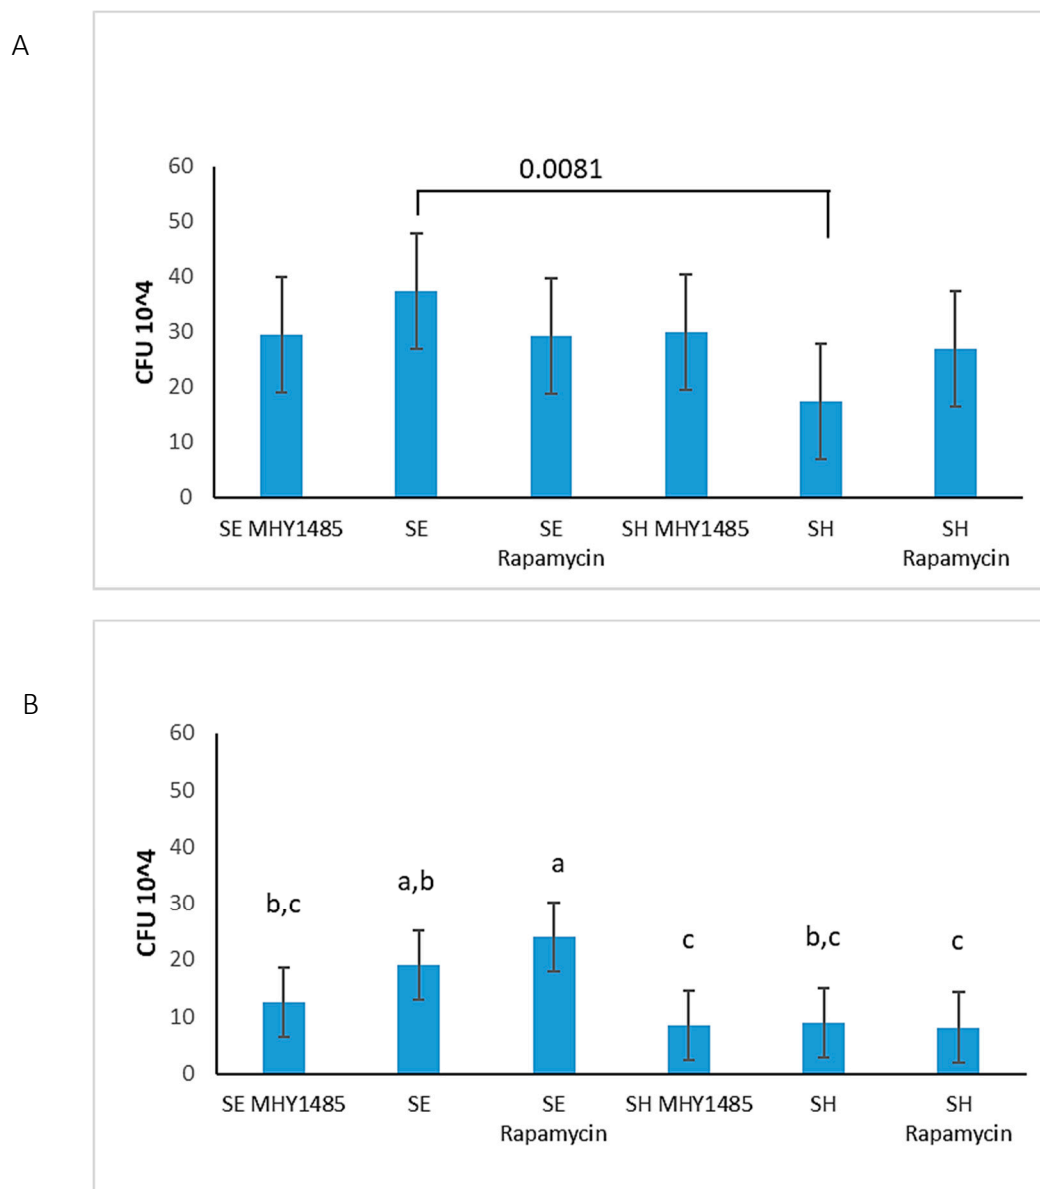 A
0.0081
60
50
40
30
20
10
0
CFU 10^4
SE MHY1485 SE SE SH MHY1485 SH SH
Rapamycin Rapamycin
B
60
50
40
30
20
10
0
CFU 10^4
b,c a,b a c b,c c
SE MHY1485 SE SE SH MHY1485 SH SH
Rapamycin Rapamycin